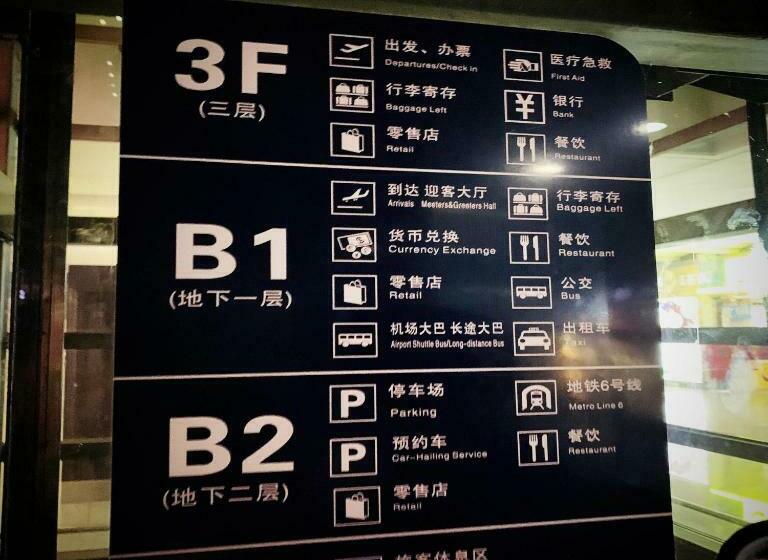 3F
(三层)
出发、办票
Departures/Check in
行李寄存
Baggage Left
零售店
Retail
医疗急救
First Aid
银行
Bank
餐饮
Restaurant
B1
(地下一层)
到达 迎客大厅
Arrivals Meeters&Greeters Hall
货币兑换
Currency Exchange
零售店
Retail
机场大巴 长途大巴
Airport Shuttle Bus/Long-distance Bus
行李寄存
Baggage Left
餐饮
Restaurant
公交
Bus
出租车
Taxi
B2
(地下二层)
P
停车场
Parking
P
预约车
Car-Hailing Service
零售店
Retail
地铁6号线
Metro Line 6
餐饮
Restaurant
旅客休息区